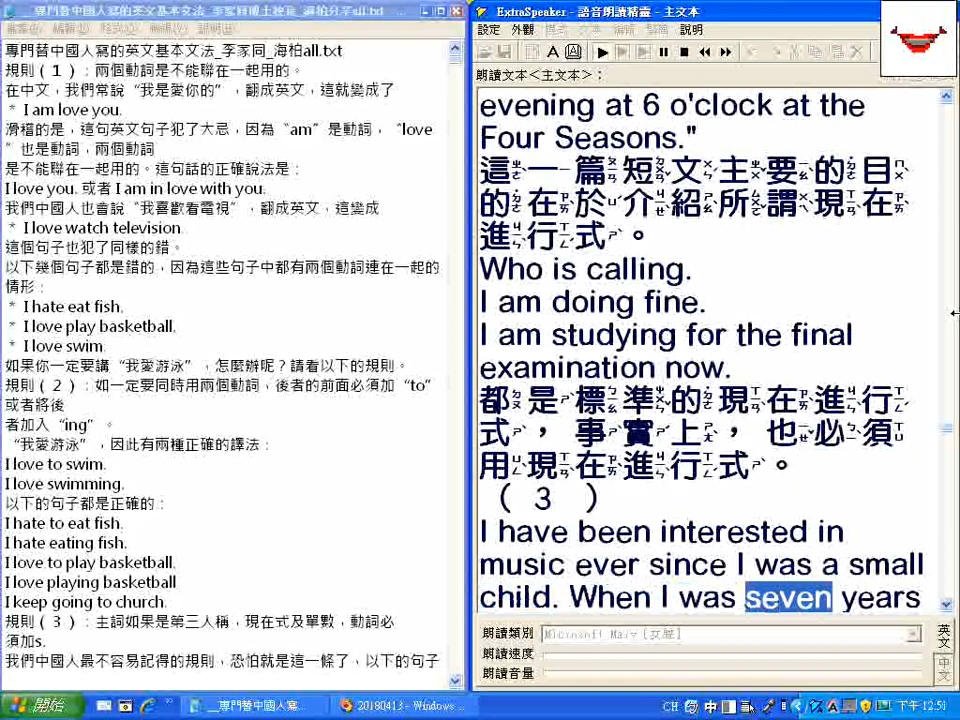 專門替中國人寫的英文基本文法_李家同_海柏all.txt
規則(1):兩個動詞是不能聯在一起用的。
在中文,我們常說“我是愛你的”,翻成英文,這就變成了
* I am love you.
滑稽的是,這句英文句子犯了大忌,因為“am”是動詞,“love
”也是動詞,兩個動詞
是不能聯在一起用的。這句話的正確說法是:
I love you. 或者 I am in love with you.
我們中國人也會說“我喜歡看電視”,翻成英文,這變成
* I love watch television.
這個句子也犯了同樣的錯。
以下幾個句子都是錯的,因為這些句子中都有兩個動詞連在一起的
情形:
* I hate eat fish.
* I love play basketball.
* I love swim.
如果你一定要講“我愛游泳”,怎麼辦呢?請看以下的規則。
規則(2):如一定要同時用兩個動詞,後者的前面必須加“to”
或者將後
者加入“ing”。
“我愛游泳”,因此有兩種正確的譯法:
I love to swim.
I love swimming.
以下的句子都是正確的:
I hate to eat fish.
I hate eating fish.
I love to play basketball.
I love playing basketball
I keep going to church.
規則(3):主詞如果是第三人稱,現在式及單數,動詞必
須加s.
我們中國人最不容易記得的規則,恐怕就是這一條了,以下的句子
ExtraSpeaker - 語音朗讀精靈 - 主文本
設定 外觀 說明
朗讀文本<主文本>:
evening at 6 o'clock at the
Four Seasons."
這一篇短文主要的目
的在於介紹所謂現在
進行式。
Who is calling.
I am doing fine.
I am studying for the final
examination now.
都是標準的現在進行
式,事實上,也必須
用現在進行式。
(3)
I have been interested in
music ever since I was a small
child. When I was seven years
朗讀類別 Microsoft Mary [女聲]
朗讀速度
朗讀音量
英文
中文
開始
__專門替中國人寫...
20180413 - Windows ...
CH
中
下午 12:51